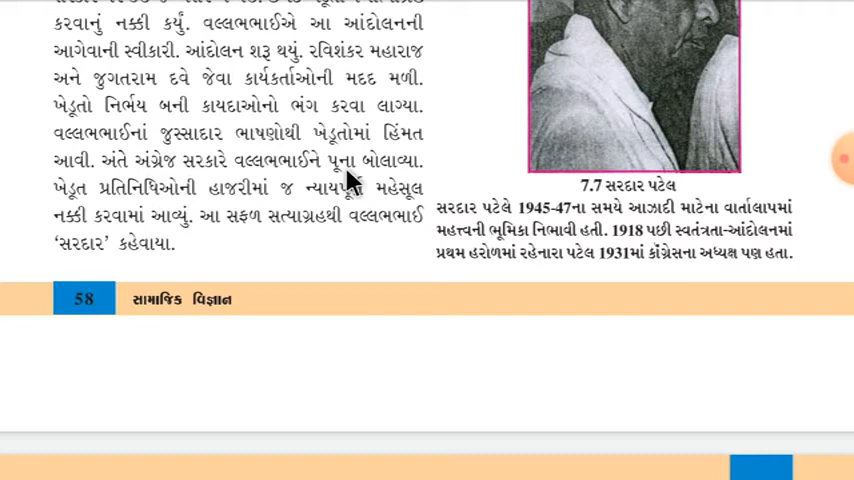 કરવાનું નક્કી કર્યું. વલ્લભભાઈએ આ આંદોલનની
આગેવાની સ્વીકારી. આંદોલન શરૂ થયું. રવિશંકર મહારાજ
અને જુગતરામ દવે જેવા કાર્યકર્તાઓની મદદ મળી.
ખેડૂતો નિર્ભય બની કાયદાઓનો ભંગ કરવા લાગ્યા.
વલ્લભભાઈનાં જુસ્સાદાર ભાષણોથી ખેડૂતોમાં હિંમત
આવી. અંતે અંગ્રેજ સરકારે વલ્લભભાઈને પૂના બોલાવ્યા.
ખેડૂત પ્રતિનિધિઓની હાજરીમાં જ ન્યાયપૂર્ણ મહેસૂલ
નક્કી કરવામાં આવ્યું. આ સફળ સત્યાગ્રહથી વલ્લભભાઈ
'સરદાર' કહેવાયા.
7.7 સરદાર પટેલ
સરદાર પટેલે 1945-47ના સમયે આઝાદી માટેના વાર્તાલાપમાં
મહત્ત્વની ભૂમિકા નિભાવી હતી. 1918 પછી સ્વતંત્રતા-આંદોલનમાં
પ્રથમ હરોળમાં રહેનારા પટેલ 1931માં કૉંગ્રેસના અધ્યક્ષ પણ હતા.
58 સામાજિક વિજ્ઞાન